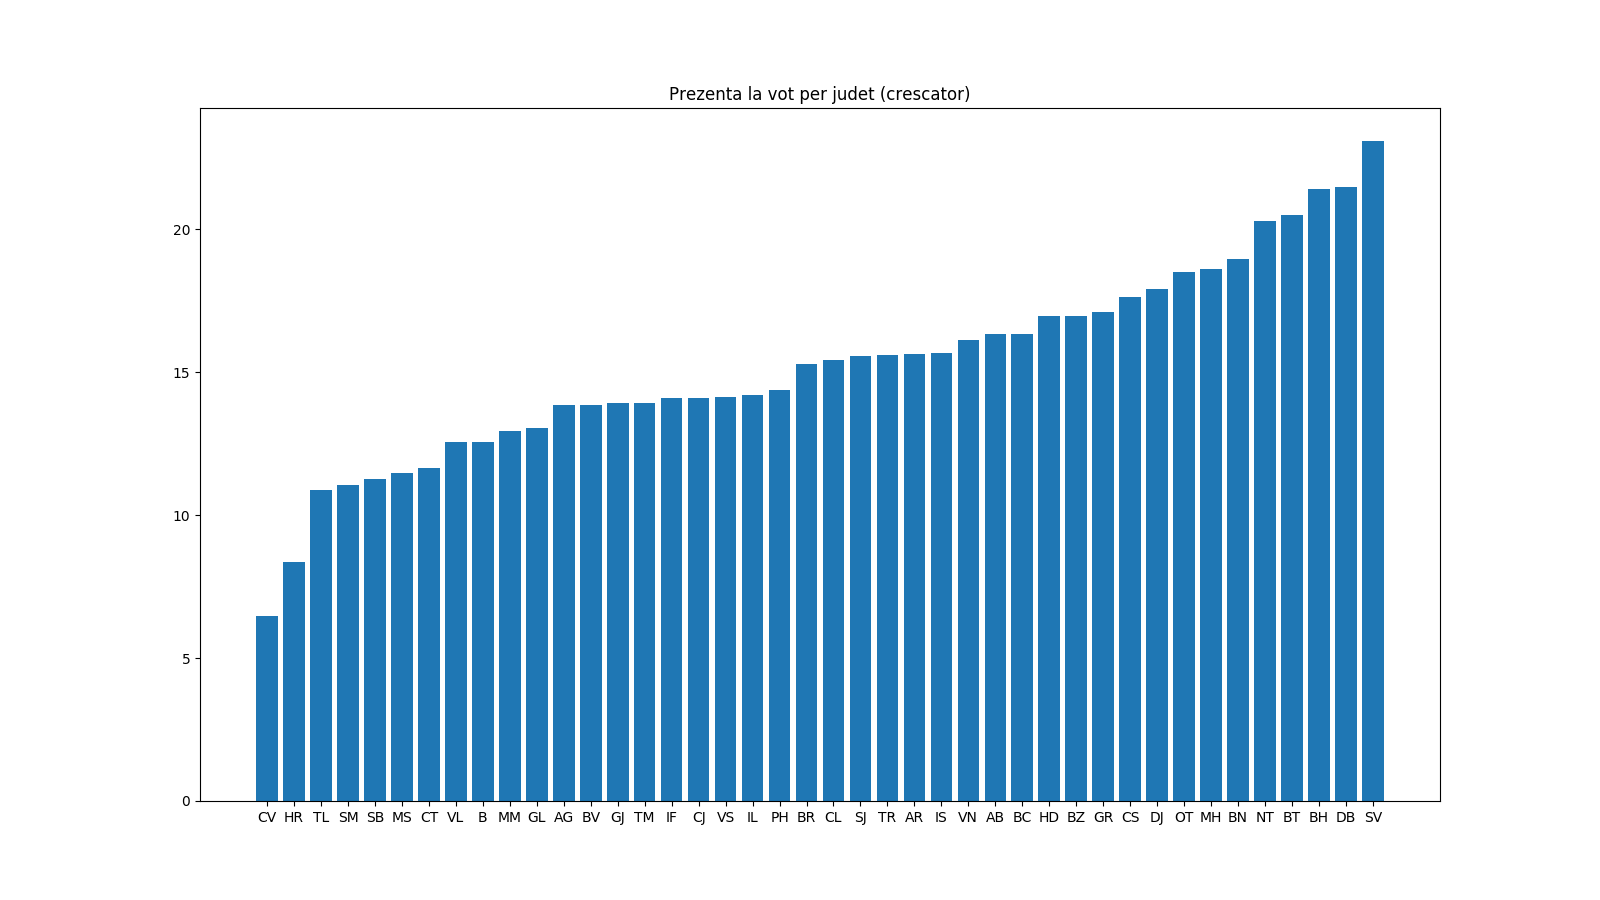 Prezenta la vot per judet (crescator)
20
15
10
5
0
CV HR TL SM SB MS CT VL B MM GL AG BV GJ TM IF CJ VS IL PH BR CL SJ TR AR IS VN AB BC HD BZ GR CS DJ OT MH BN NT BT BH DB SV